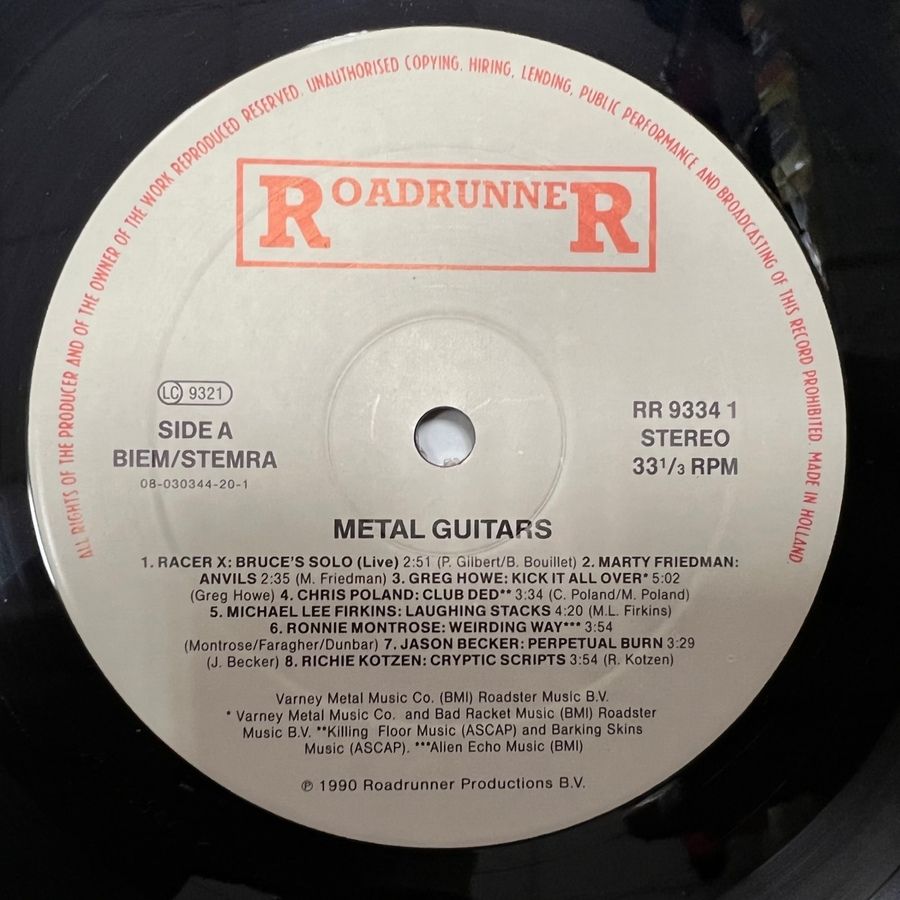 ALL RIGHTS OF THE PRODUCER AND OF THE OWNER OF THE WORK REPRODUCED RESERVED. UNAUTHORISED COPYING, HIRING, LENDING, PUBLIC PERFORMANCE AND BROADCASTING OF THIS RECORD PROHIBITED. MADE IN HOLLAND.
ROADRUNNER
LC 9321
SIDE A
BIEM/STEMRA
08-030344-20-1
RR 9334 1
STEREO
33 1/3 RPM
METAL GUITARS
1. RACER X: BRUCE'S SOLO (Live) 2:51 (P. Gilbert/B. Bouillet) 2. MARTY FRIEDMAN:
ANVILS 2:35 (M. Friedman) 3. GREG HOWE: KICK IT ALL OVER* 5:02
(Greg Howe) 4. CHRIS POLAND: CLUB DED** 3:34 (C. Poland/M. Poland)
5. MICHAEL LEE FIRKINS: LAUGHING STACKS 4:20 (M.L. Firkins)
6. RONNIE MONTROSE: WEIRDING WAY*** 3:54
(Montrose/Faragher/Dunbar) 7. JASON BECKER: PERPETUAL BURN 3:29
(J. Becker) 8. RICHIE KOTZEN: CRYPTIC SCRIPTS 3:54 (R. Kotzen)
Varney Metal Music Co. (BMI) Roadster Music B.V.
* Varney Metal Music Co. and Bad Racket Music (BMI) Roadster
Music B.V. **Killing Floor Music (ASCAP) and Barking Skins
Music (ASCAP). ***Alien Echo Music (BMI)
℗ 1990 Roadrunner Productions B.V.